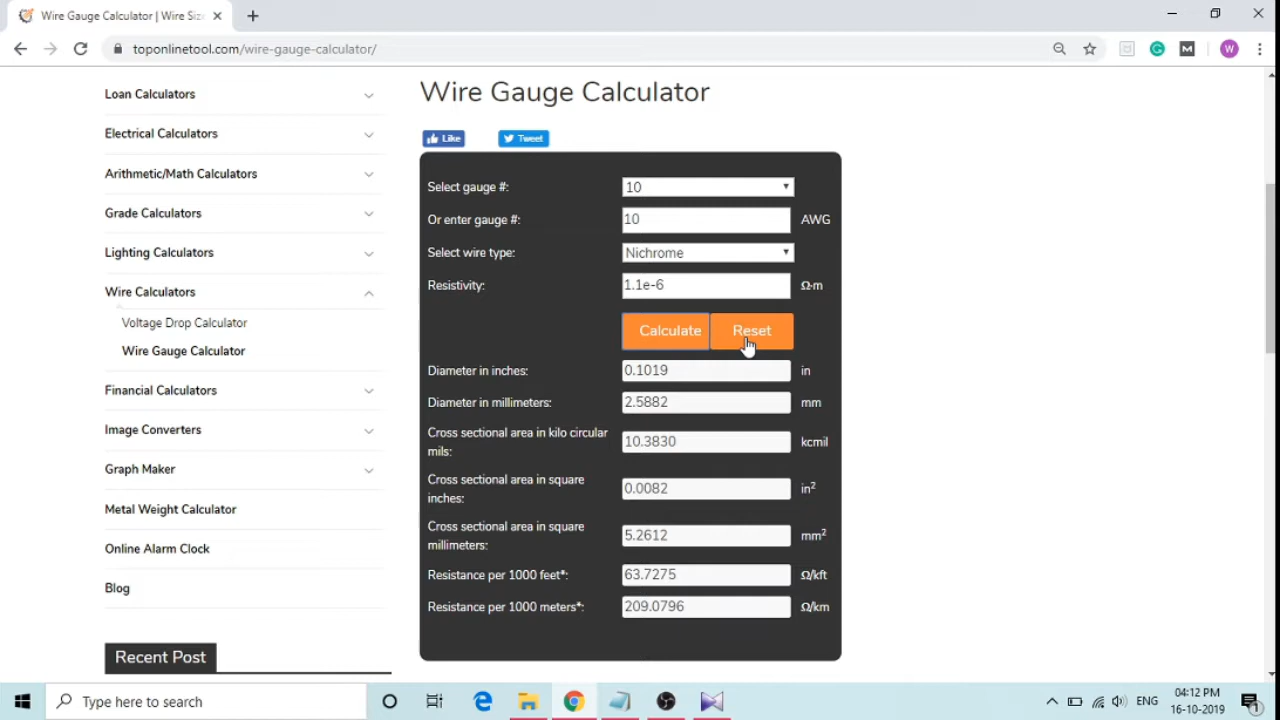 Wire Gauge Calculator | Wire Siz
toponlinetool.com/wire-gauge-calculator/
M
W
Loan Calculators
Electrical Calculators
Arithmetic/Math Calculators
Grade Calculators
Lighting Calculators
Wire Calculators
Voltage Drop Calculator
Wire Gauge Calculator
Financial Calculators
Image Converters
Graph Maker
Metal Weight Calculator
Online Alarm Clock
Blog
Recent Post
Wire Gauge Calculator
Like
Tweet
Select gauge #: 10
Or enter gauge #: 10 AWG
Select wire type: Nichrome
Resistivity: 1.1e-6 Ω·m
Calculate Reset
Diameter in inches: 0.1019 in
Diameter in millimeters: 2.5882 mm
Cross sectional area in kilo circular
mils: 10.3830 kcmil
Cross sectional area in square
inches: 0.0082 in²
Cross sectional area in square
millimeters: 5.2612 mm²
Resistance per 1000 feet*: 63.7275 Ω/kft
Resistance per 1000 meters*: 209.0796 Ω/km
Type here to search
ENG
04:12 PM
16-10-2019
1